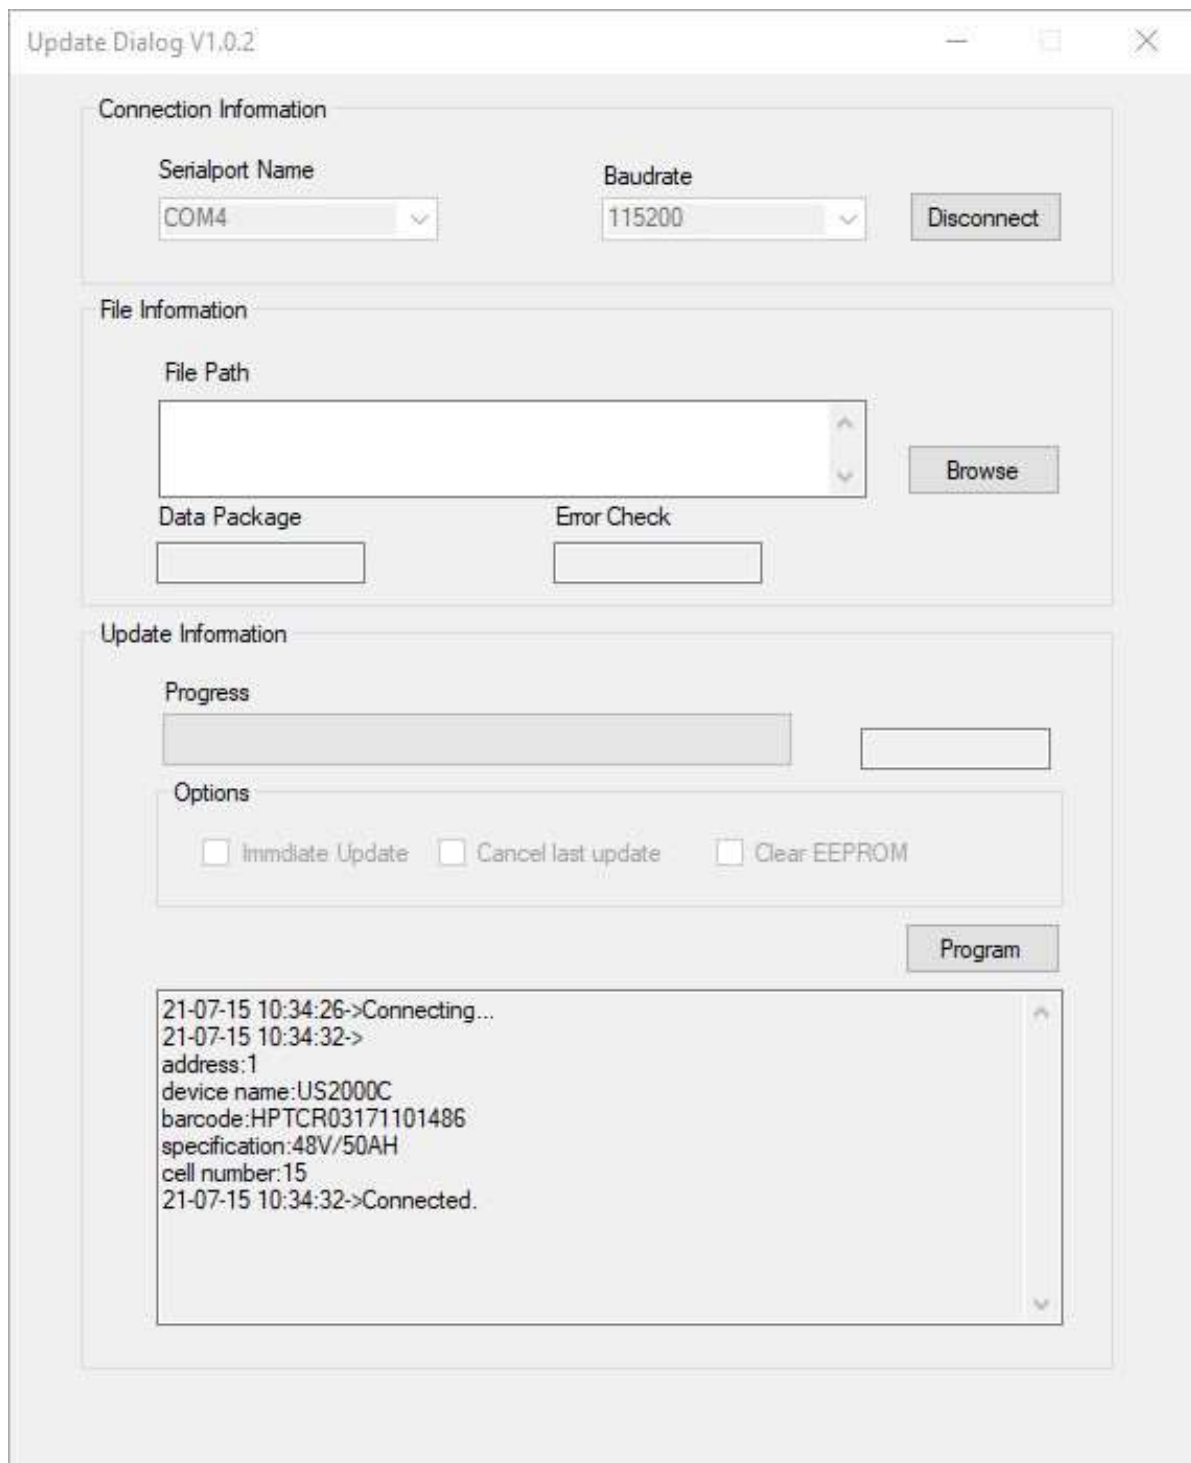 Update Dialog V1.0.2
Connection Information
Serialport Name
Baudrate
COM4
115200
Disconnect
File Information
File Path
Browse
Data Package
Error Check
Update Information
Progress
Options
Immdiate Update
Cancel last update
Clear EEPROM
Program
21-07-15 10:34:26->Connecting...
21-07-15 10:34:32->
address:1
device name:US2000C
barcode:HPTCR03171101486
specification:48V/50AH
cell number:15
21-07-15 10:34:32->Connected.